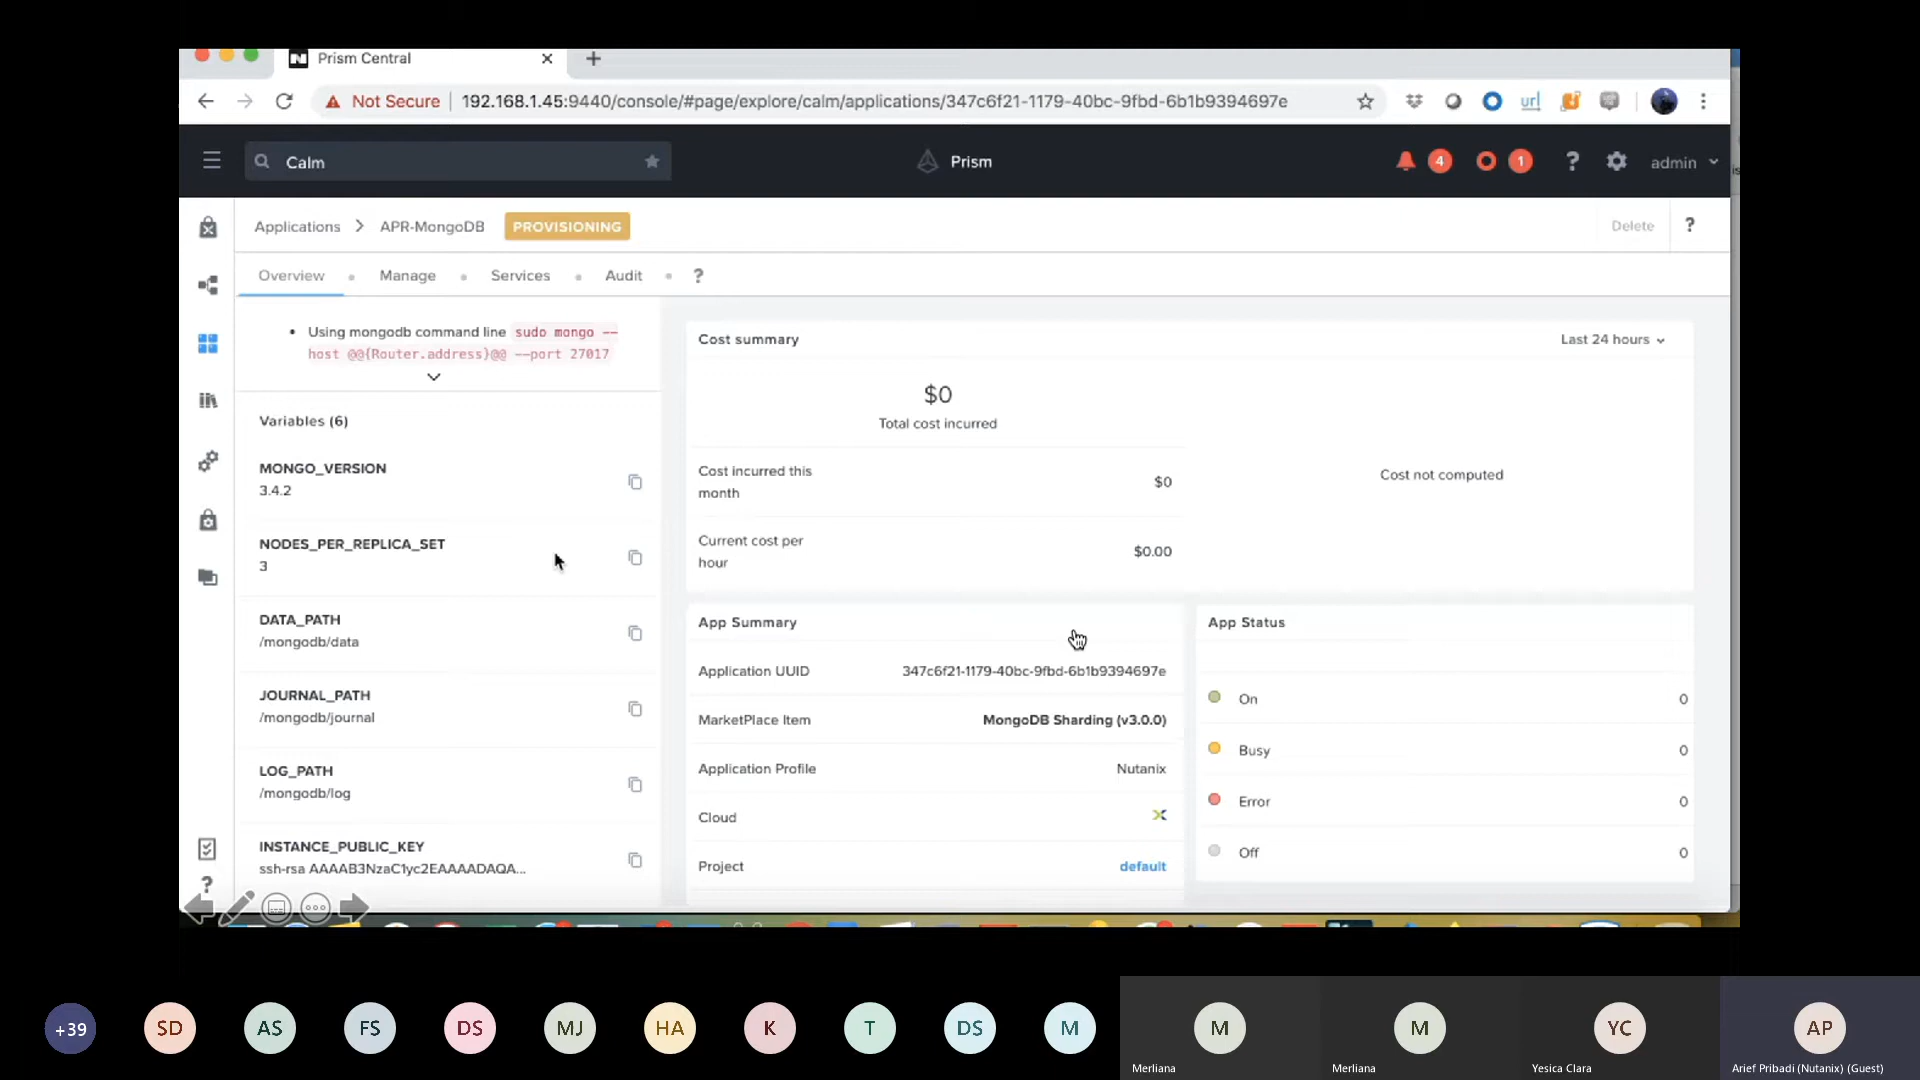 Prism Central
Not Secure
192.168.1.45:9440/console/#page/explore/calm/applications/347c6f21-1179-40bc-9fbd-6b1b9394697e
url
Calm
Prism
4
1
?
admin
Applications > APR-MongoDB
PROVISIONING
Delete
?
Overview
Manage
Services
Audit
?
Using mongodb command line sudo mongo --
host @@{Router.address}@@ --port 27017
Variables (6)
MONGO_VERSION
3.4.2
NODES_PER_REPLICA_SET
3
DATA_PATH
/mongodb/data
JOURNAL_PATH
/mongodb/journal
LOG_PATH
/mongodb/log
INSTANCE_PUBLIC_KEY
ssh-rsa AAAAB3NzaC1yc2EAAAADAQA...
?
Cost summary
Last 24 hours
$0
Total cost incurred
Cost incurred this
month
$0
Current cost per
hour
$0.00
Cost not computed
App Summary
Application UUID
347c6f21-1179-40bc-9fbd-6b1b9394697e
MarketPlace Item
MongoDB Sharding (v3.0.0)
Application Profile
Nutanix
Cloud
Project
default
App Status
On
0
Busy
0
Error
0
Off
0
+39
SD
AS
FS
DS
MJ
HA
K
T
DS
M
M
Merliana
M
Merliana
YC
Yesica Clara
AP
Arief Pribadi (Nutanix) (Guest)